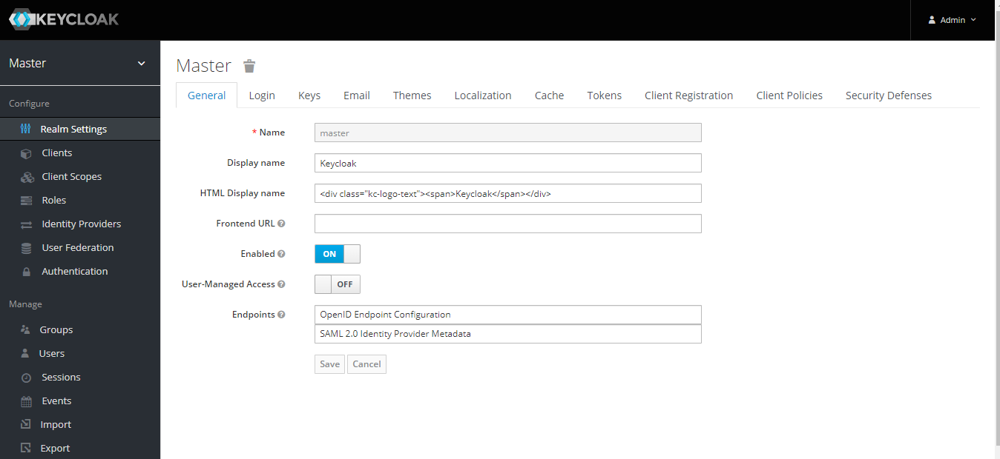 KEYCLOAK
Admin
Master
Configure
Realm Settings
Clients
Client Scopes
Roles
Identity Providers
User Federation
Authentication
Manage
Groups
Users
Sessions
Events
Import
Export
Master
General Login Keys Email Themes Localization Cache Tokens Client Registration Client Policies Security Defenses
* Name master
Display name Keycloak
HTML Display name <div class="kc-logo-text"><span>Keycloak</span></div>
Frontend URL ?
Enabled ? ON
User-Managed Access ? OFF
Endpoints ? OpenID Endpoint Configuration
SAML 2.0 Identity Provider Metadata
Save Cancel